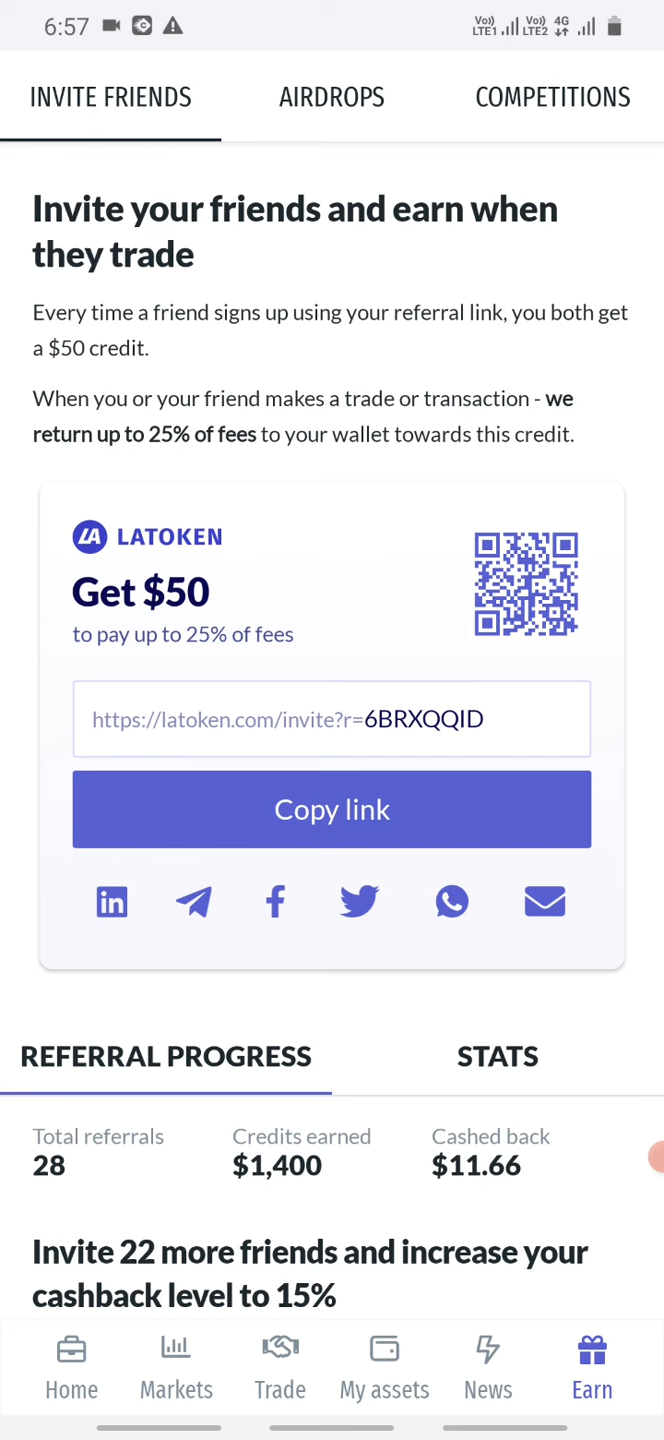 6:57
Vo)) LTE1 Vo)) LTE2 4G
INVITE FRIENDS AIRDROPS COMPETITIONS
Invite your friends and earn when
they trade
Every time a friend signs up using your referral link, you both get
a $50 credit.
When you or your friend makes a trade or transaction - we
return up to 25% of fees to your wallet towards this credit.
LA LATOKEN
Get $50
to pay up to 25% of fees
https://latoken.com/invite?r=6BRXQQID
Copy link
in
REFERRAL PROGRESS STATS
Total referrals Credits earned Cashed back
28 $1,400 $11.66
Invite 22 more friends and increase your
cashback level to 15%
Home Markets Trade My assets News Earn